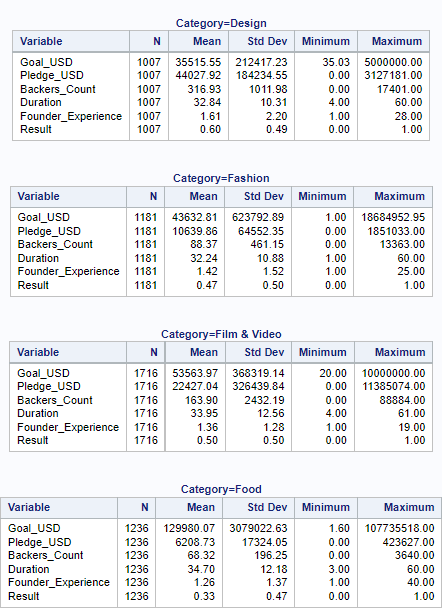 Category=Design
Variable N Mean Std Dev Minimum Maximum
Goal_USD 1007 35515.55 212417.23 35.03 5000000.00
Pledge_USD 1007 44027.92 184234.55 0.00 3127181.00
Backers_Count 1007 316.93 1011.98 0.00 17401.00
Duration 1007 32.84 10.31 4.00 60.00
Founder_Experience 1007 1.61 2.20 1.00 28.00
Result 1007 0.60 0.49 0.00 1.00
Category=Fashion
Variable N Mean Std Dev Minimum Maximum
Goal_USD 1181 43632.81 623792.89 1.00 18684952.95
Pledge_USD 1181 10639.86 64552.35 0.00 1851033.00
Backers_Count 1181 88.37 461.15 0.00 13363.00
Duration 1181 32.24 10.88 1.00 60.00
Founder_Experience 1181 1.42 1.52 1.00 25.00
Result 1181 0.47 0.50 0.00 1.00
Category=Film & Video
Variable N Mean Std Dev Minimum Maximum
Goal_USD 1716 53563.97 368319.14 20.00 10000000.00
Pledge_USD 1716 22427.04 326439.84 0.00 11385074.00
Backers_Count 1716 163.90 2432.19 0.00 88884.00
Duration 1716 33.95 12.56 4.00 61.00
Founder_Experience 1716 1.36 1.28 1.00 19.00
Result 1716 0.50 0.50 0.00 1.00
Category=Food
Variable N Mean Std Dev Minimum Maximum
Goal_USD 1236 129980.07 3079022.63 1.60 107735518.00
Pledge_USD 1236 6208.73 17324.05 0.00 423627.00
Backers_Count 1236 68.32 196.25 0.00 3640.00
Duration 1236 34.70 12.18 3.00 60.00
Founder_Experience 1236 1.26 1.37 1.00 40.00
Result 1236 0.33 0.47 0.00 1.00